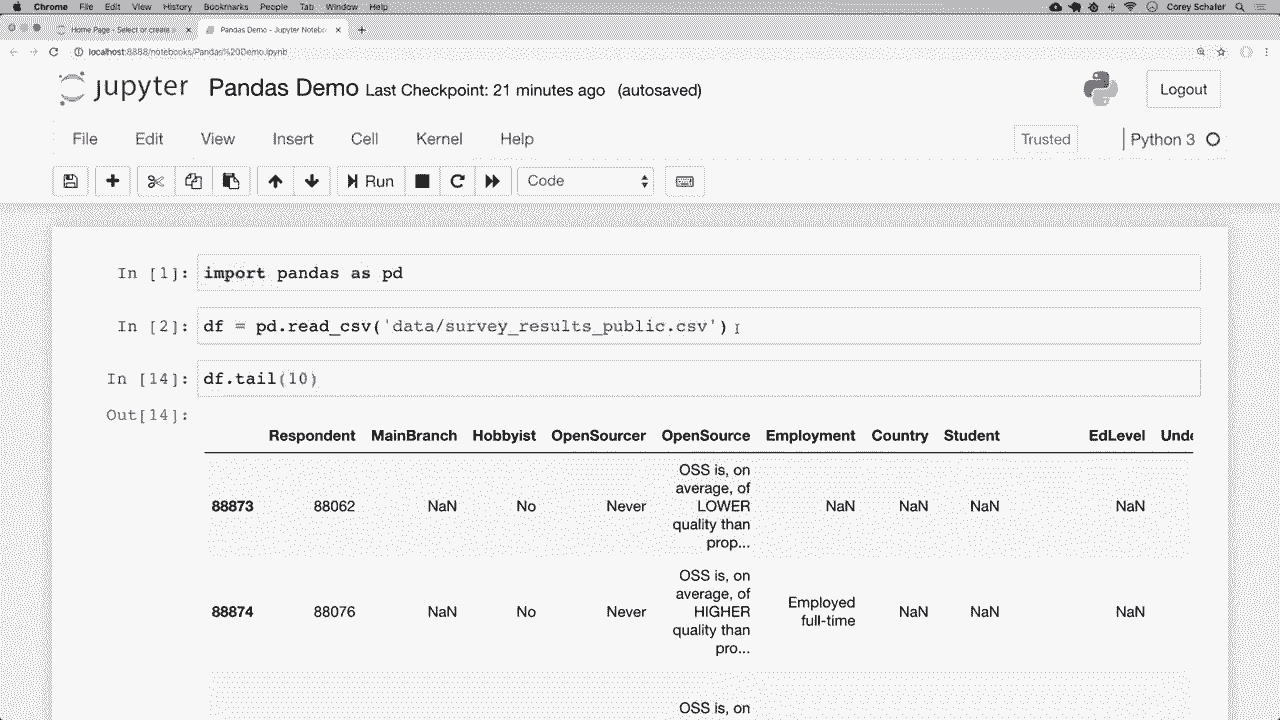 Chrome File Edit View History Bookmarks People Tab Window Help Corey Schafer
Home Page - Select or create a Pandas Demo - Jupyter Notebo
localhost:8888/notebooks/Pandas%20Demo.ipynb
jupyter Pandas Demo Last Checkpoint: 21 minutes ago (autosaved) Logout
File Edit View Insert Cell Kernel Help Trusted Python 3
Run Code
In [1]: import pandas as pd
In [2]: df = pd.read_csv('data/survey_results_public.csv')
In [14]: df.tail(10)
Out[14]:
Respondent MainBranch Hobbyist OpenSourcer OpenSource Employment Country Student EdLevel Unde
OSS is, on
average, of
88873 88062 NaN No Never LOWER NaN NaN NaN NaN
quality than
prop...
OSS is, on
average, of
88874 88076 NaN No Never HIGHER Employed full-time NaN NaN NaN
quality than
pro...
OSS is, on